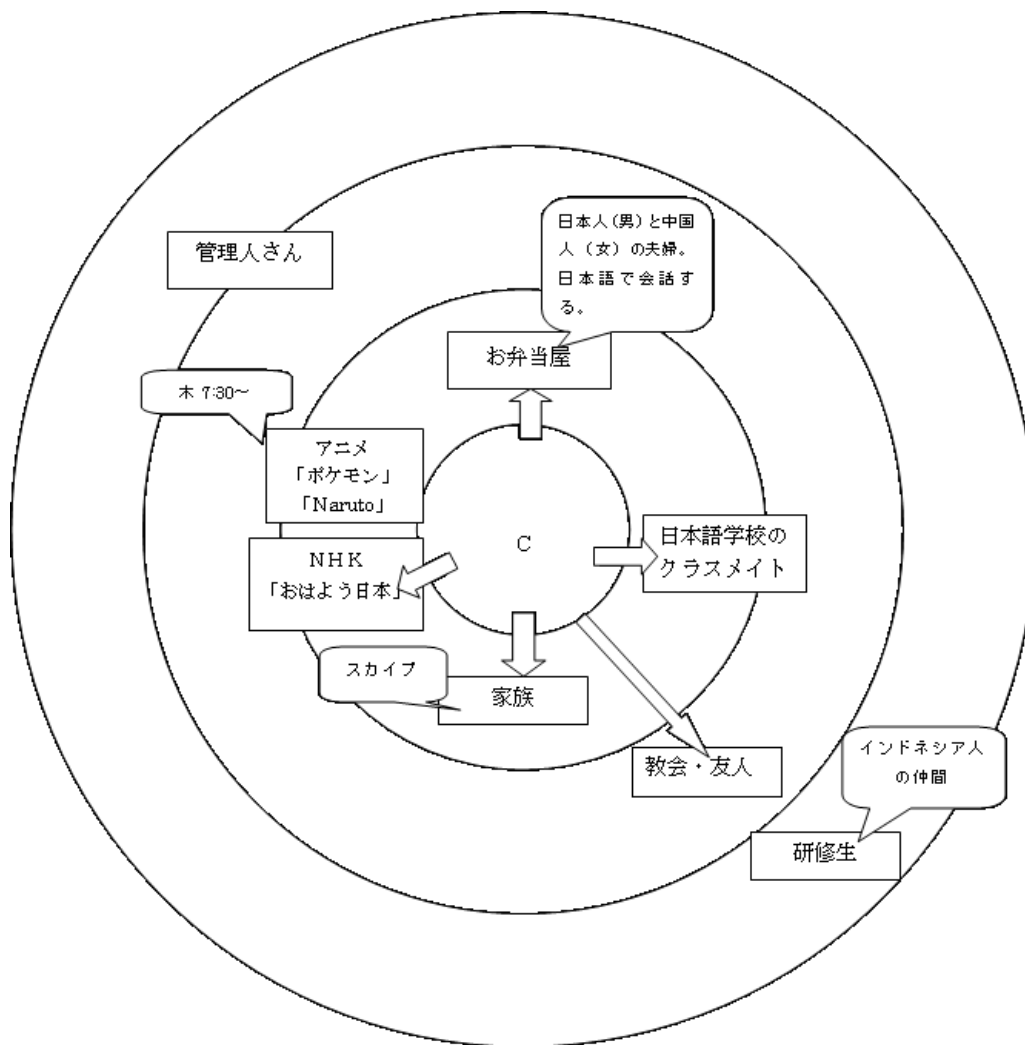 日本人(男)と中国
人(女)の夫婦。
日本語で会話す
る。
管理人さん
お弁当屋
木 7:30～
アニメ
「ポケモン」
「Naruto」
C
日本語学校の
クラスメイト
NHK
「おはよう日本」
スカイプ
家族
教会・友人
インドネシア人
の仲間
研修生